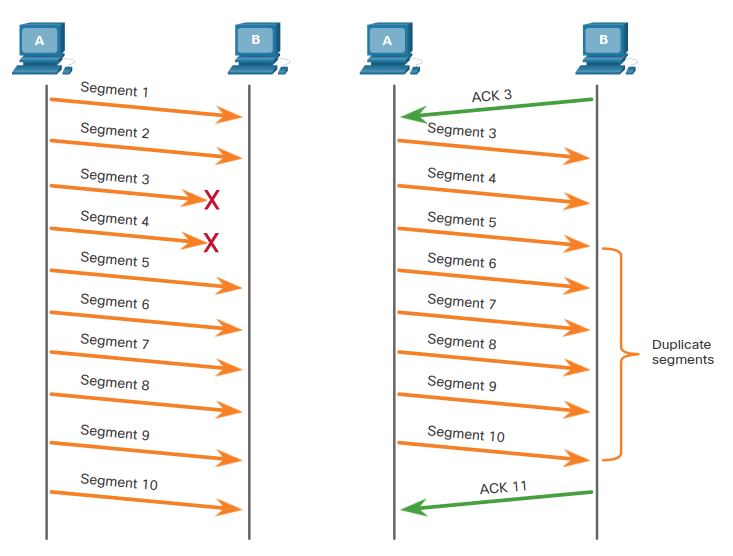 A
B
Segment 1
Segment 2
Segment 3
X
Segment 4
X
Segment 5
Segment 6
Segment 7
Segment 8
Segment 9
Segment 10
A
B
ACK 3
Segment 3
Segment 4
Segment 5
Segment 6
Segment 7
Segment 8
Segment 9
Segment 10
ACK 11
Duplicate
segments